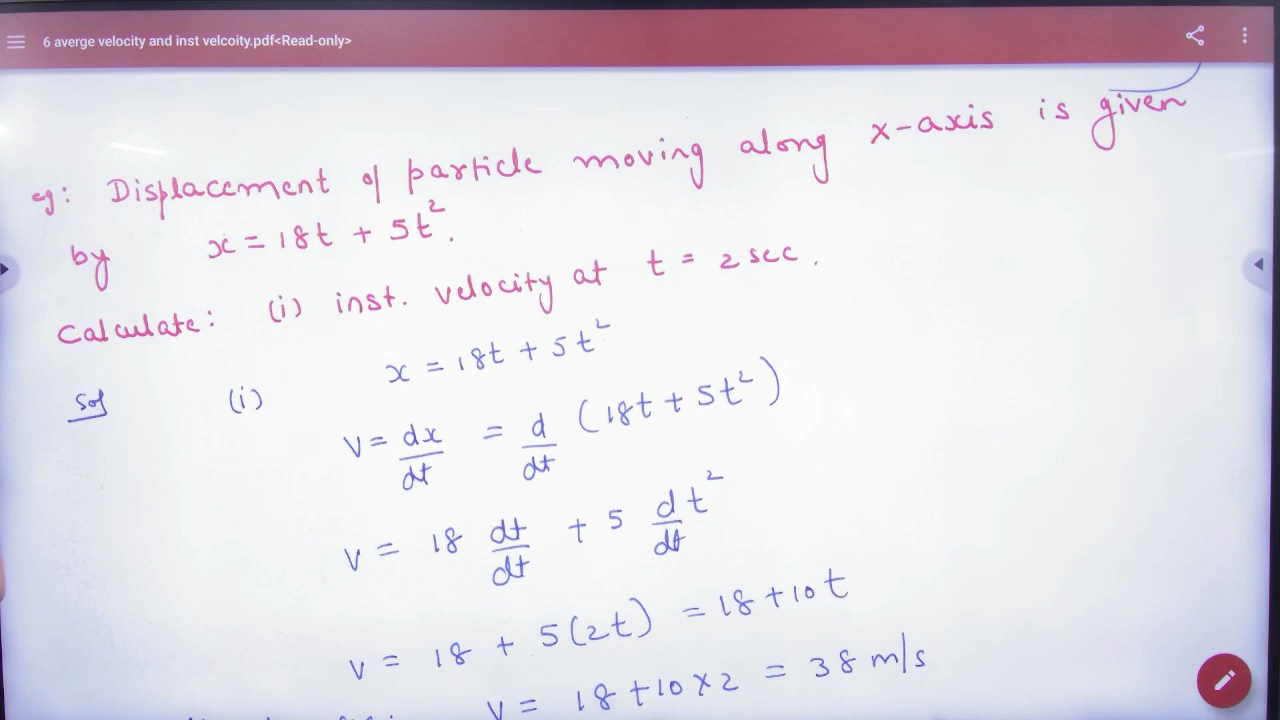 6 averge velocity and inst velcoity.pdf<Read-only>
eg: Displacement of particle moving along x-axis is given
by x = 18t + 5t².
Calculate: (i) inst. velocity at t = 2 sec.
Sol (i) x = 18t + 5t²
v = dx/dt = d/dt (18t + 5t²)
v = 18 dt/dt + 5 d/dt t²
v = 18 + 5(2t) = 18 + 10t
v = 18 + 10 × 2 = 38 m/s